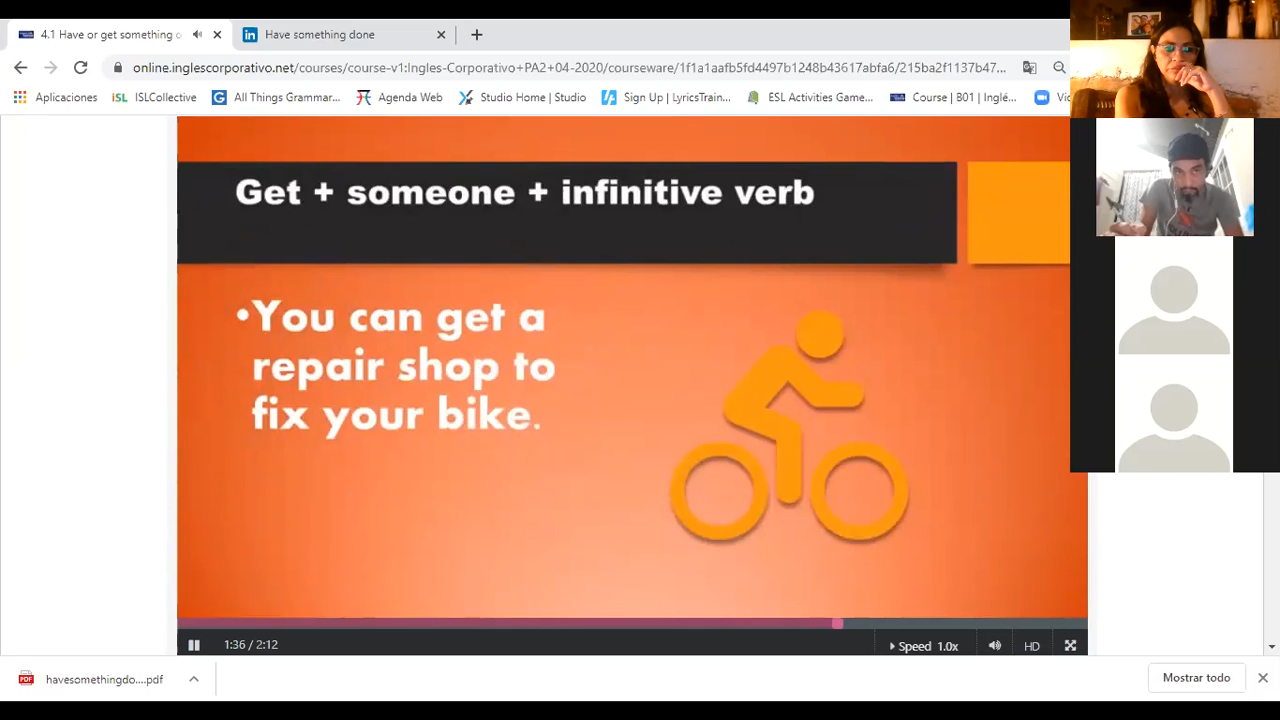 4.1 Have or get something o
Have something done
online.inglescorporativo.net/courses/course-v1:Ingles-Corporativo+PA2+04-2020/courseware/1f1a1aafb5fd4497b1248b43617abfa6/215ba2f1137b47...
Aplicaciones
iSL ISLCollective
All Things Grammar...
Agenda Web
Studio Home | Studio
Sign Up | LyricsTrain...
ESL Activities Game...
Course | B01 | Inglé...
Get + someone + infinitive verb
•You can get a
repair shop to
fix your bike.
1:36 / 2:12
Speed 1.0x
HD
PDF
havesomethingdo....pdf
Mostrar todo